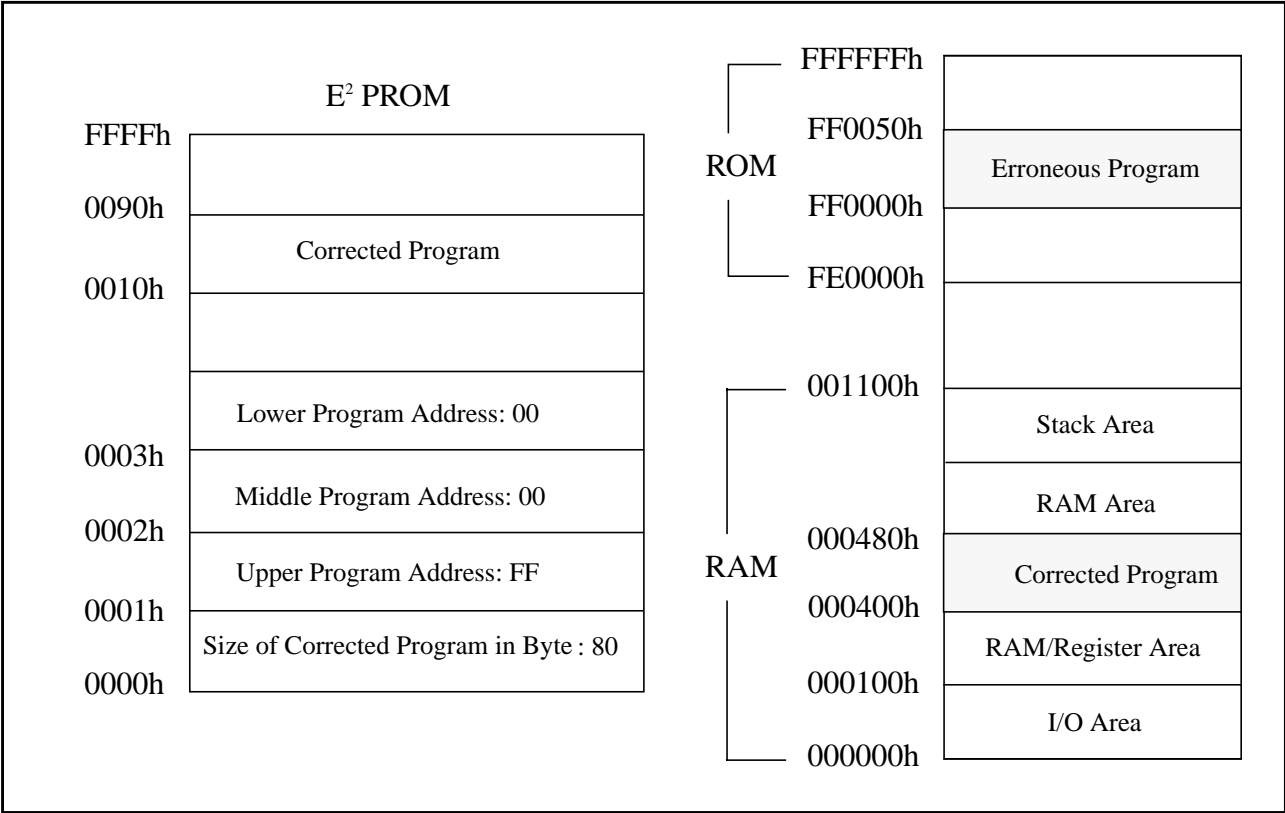 E² PROM
FFFFh
0090h
Corrected Program
0010h
Lower Program Address: 00
0003h
Middle Program Address: 00
0002h
Upper Program Address: FF
0001h
Size of Corrected Program in Byte : 80
0000h
FFFFFFh
FF0050h
ROM
Erroneous Program
FF0000h
FE0000h
001100h
Stack Area
RAM Area
000480h
RAM
Corrected Program
000400h
RAM/Register Area
000100h
I/O Area
000000h